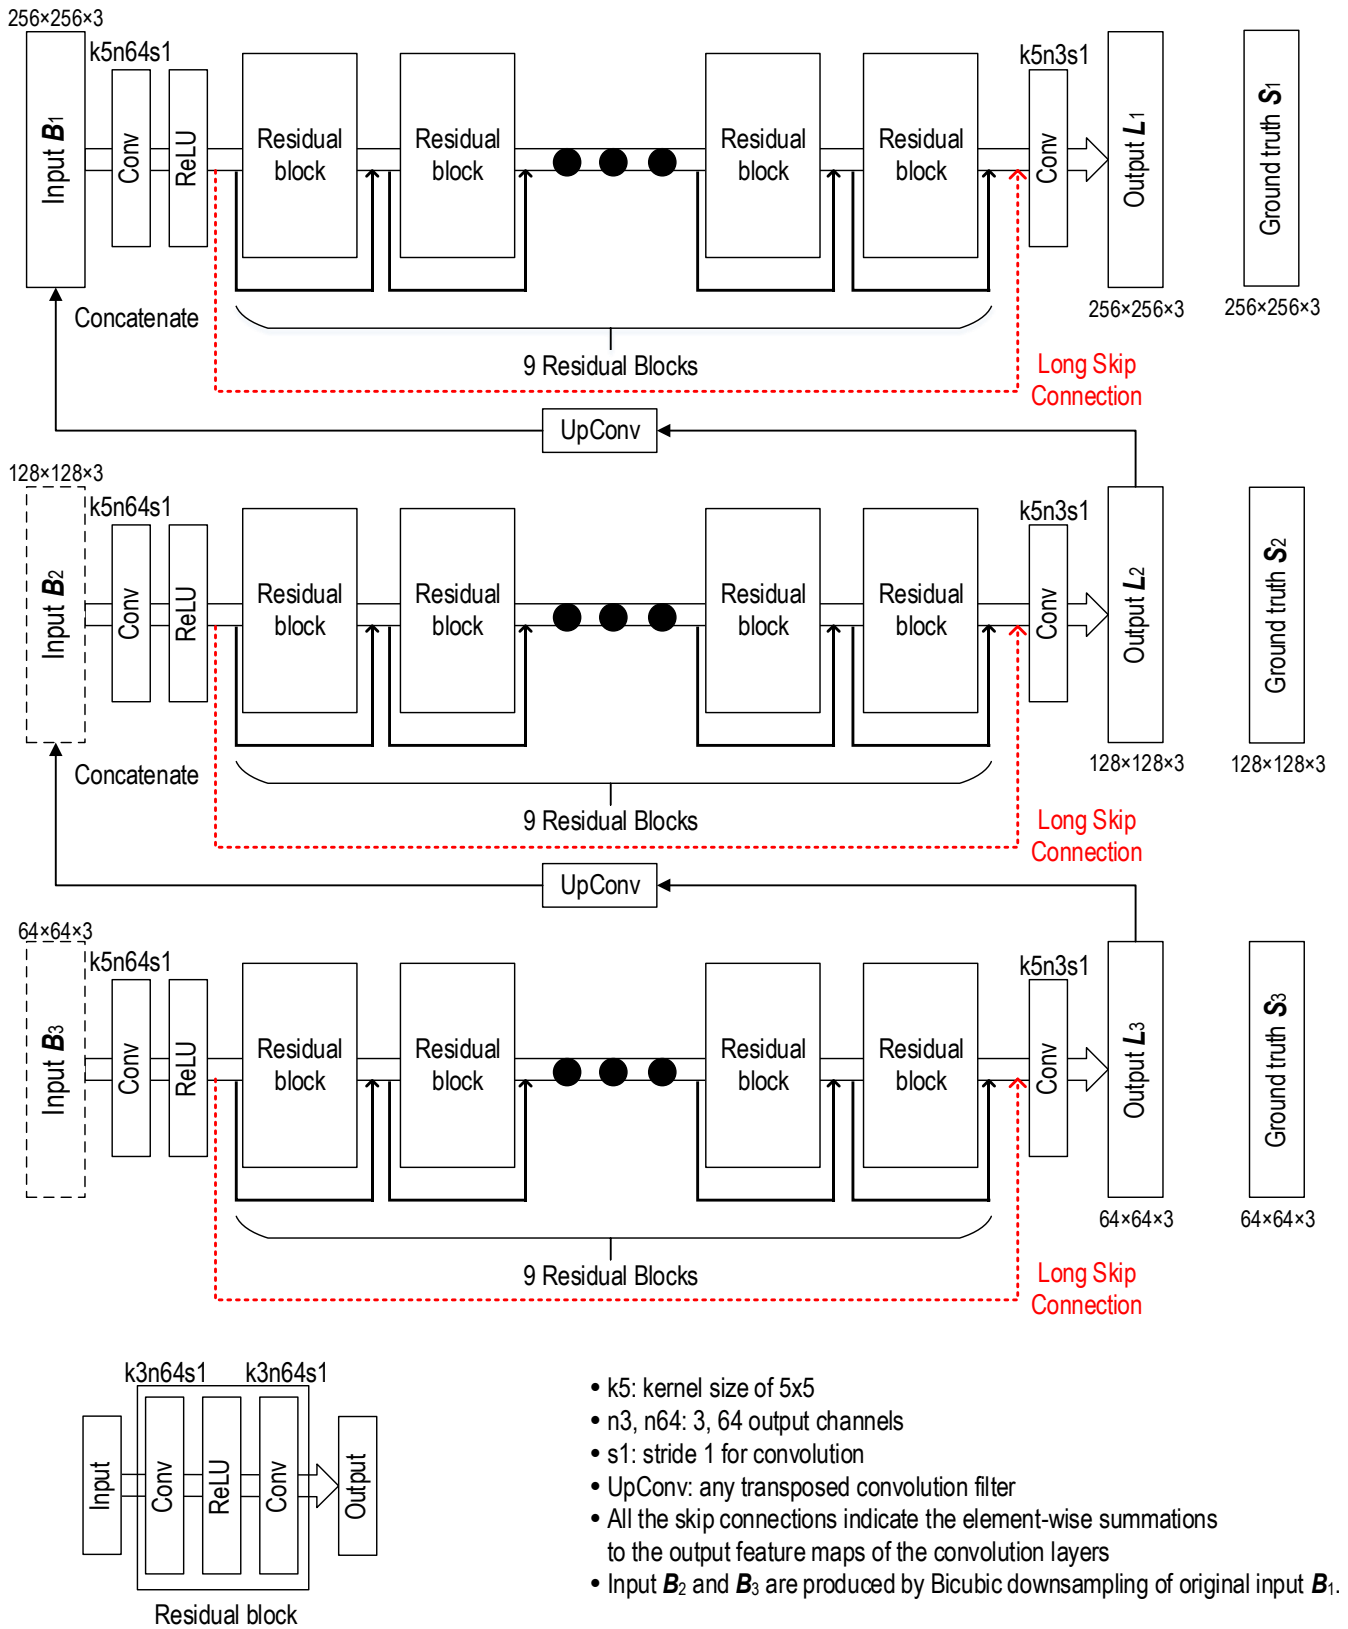 256×256×3
k5n64s1
k5n3s1
Input B1
Conv
ReLU
Residual
block
Residual
block
Residual
block
Residual
block
Conv
Output L1
Ground truth S1
256×256×3
256×256×3
Concatenate
9 Residual Blocks
Long Skip
Connection
UpConv
128×128×3
k5n64s1
k5n3s1
Input B2
Conv
ReLU
Residual
block
Residual
block
Residual
block
Residual
block
Conv
Output L2
Ground truth S2
128×128×3
128×128×3
Concatenate
9 Residual Blocks
Long Skip
Connection
UpConv
64×64×3
k5n64s1
k5n3s1
Input B3
Conv
ReLU
Residual
block
Residual
block
Residual
block
Residual
block
Conv
Output L3
Ground truth S3
64×64×3
64×64×3
9 Residual Blocks
Long Skip
Connection
k3n64s1
k3n64s1
Input
Conv
ReLU
Conv
Output
Residual block
• k5: kernel size of 5x5
• n3, n64: 3, 64 output channels
• s1: stride 1 for convolution
• UpConv: any transposed convolution filter
• All the skip connections indicate the element-wise summations
to the output feature maps of the convolution layers
• Input B2 and B3 are produced by Bicubic downsampling of original input B1.